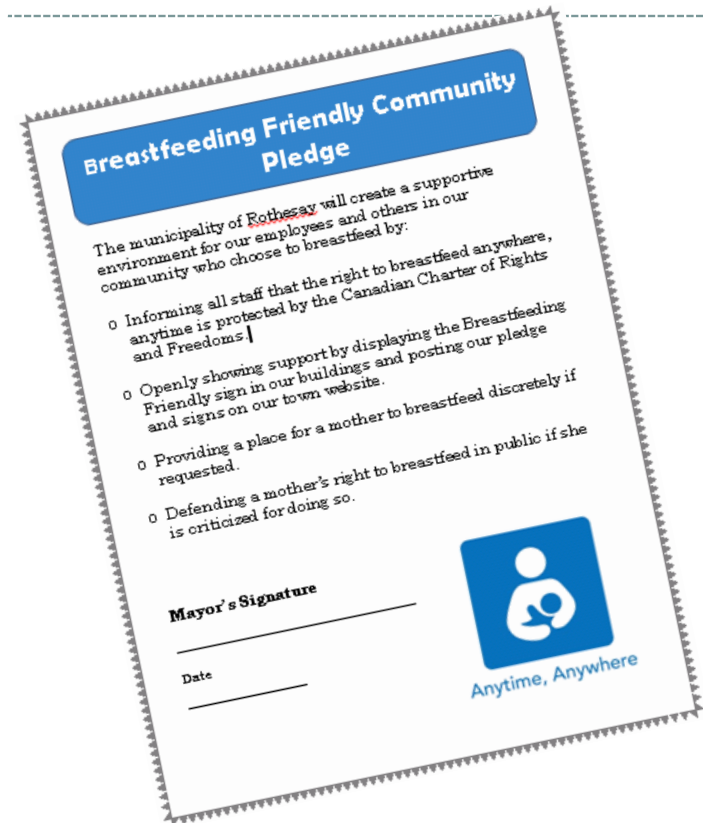 Breastfeeding Friendly Community
Pledge
The municipality of Rothesay will create a supportive
environment for our employees and others in our
community who choose to breastfeed by:
o Informing all staff that the right to breastfeed anywhere,
anytime is protected by the Canadian Charter of Rights
and Freedoms.
o Openly showing support by displaying the Breastfeeding
Friendly sign in our buildings and posting our pledge
and signs on our town website.
o Providing a place for a mother to breastfeed discretely if
requested.
o Defending a mother's right to breastfeed in public if she
is criticized for doing so.
Mayor's Signature
Date
Anytime, Anywhere